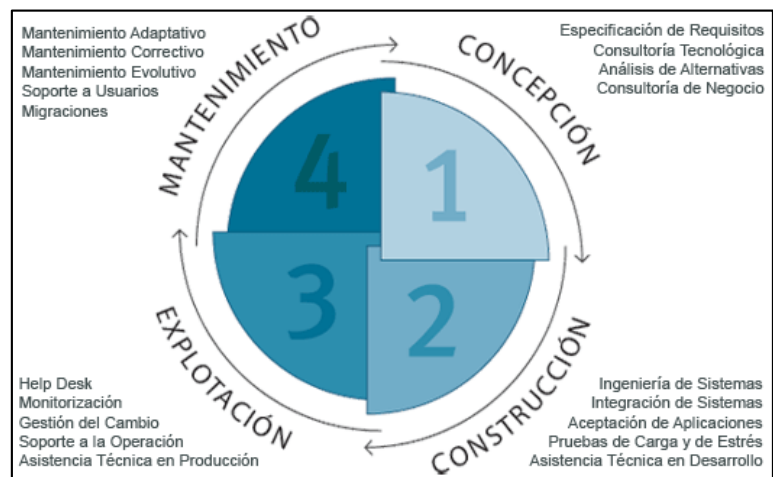 Mantenimiento Adaptativo
Mantenimiento Correctivo
Mantenimiento Evolutivo
Soporte a Usuarios
Migraciones
MANTENIMIENTO
CONCEPCIÓN
Especificación de Requisitos
Consultoría Tecnológica
Análisis de Alternativas
Consultoría de Negocio
4
1
3
2
EXPLOTACIÓN
CONSTRUCCIÓN
Help Desk
Monitorización
Gestión del Cambio
Soporte a la Operación
Asistencia Técnica en Producción
Ingeniería de Sistemas
Integración de Sistemas
Aceptación de Aplicaciones
Pruebas de Carga y de Estrés
Asistencia Técnica en Desarrollo